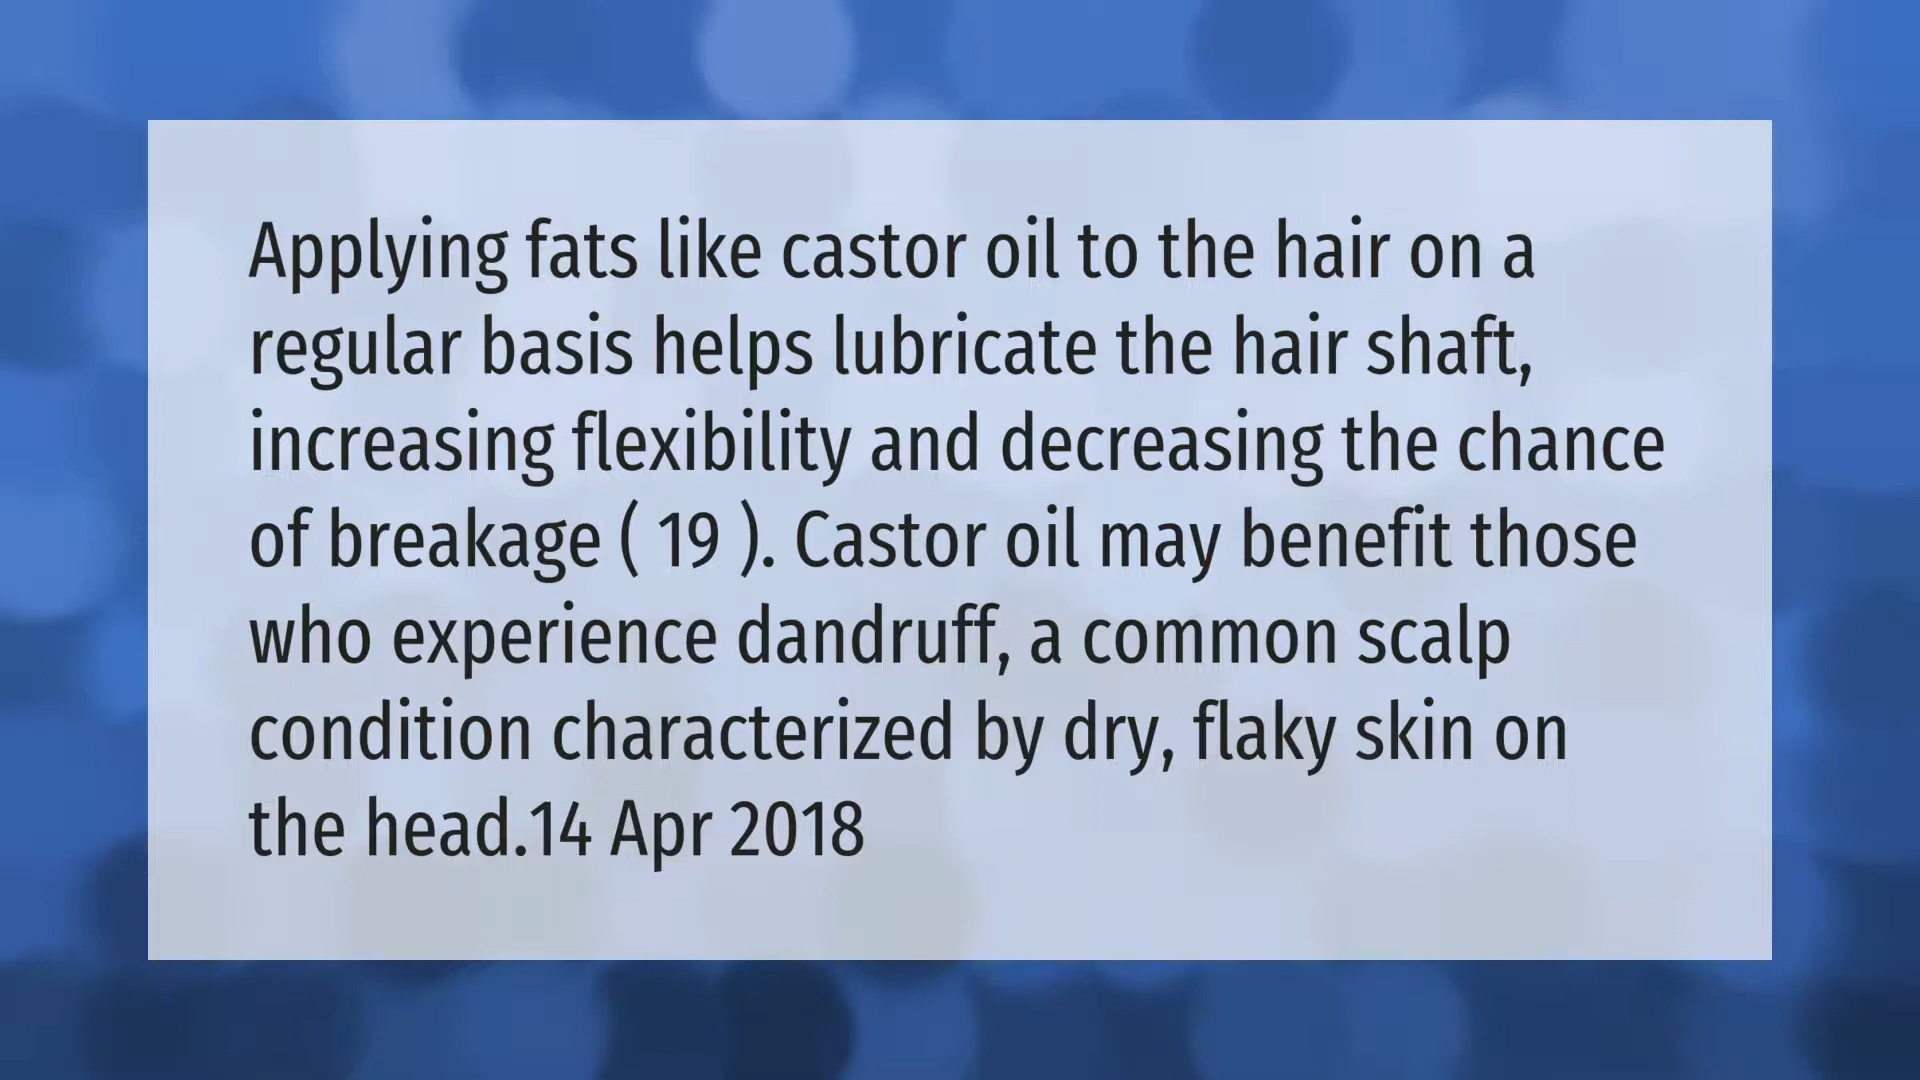 Applying fats like castor oil to the hair on a
regular basis helps lubricate the hair shaft,
increasing flexibility and decreasing the chance
of breakage ( 19 ). Castor oil may benefit those
who experience dandruff, a common scalp
condition characterized by dry, flaky skin on
the head.14 Apr 2018